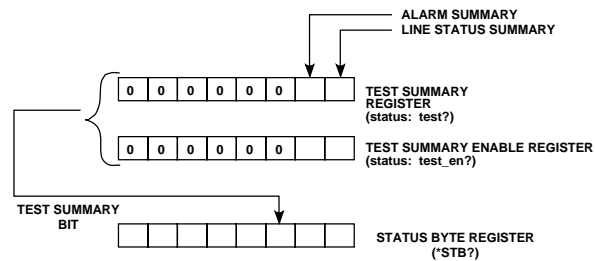 ALARM SUMMARY
LINE STATUS SUMMARY
0 0 0 0 0 0
TEST SUMMARY
REGISTER
(status: test?)
0 0 0 0 0 0
TEST SUMMARY ENABLE REGISTER
(status: test_en?)
TEST SUMMARY
BIT
STATUS BYTE REGISTER
(*STB?)